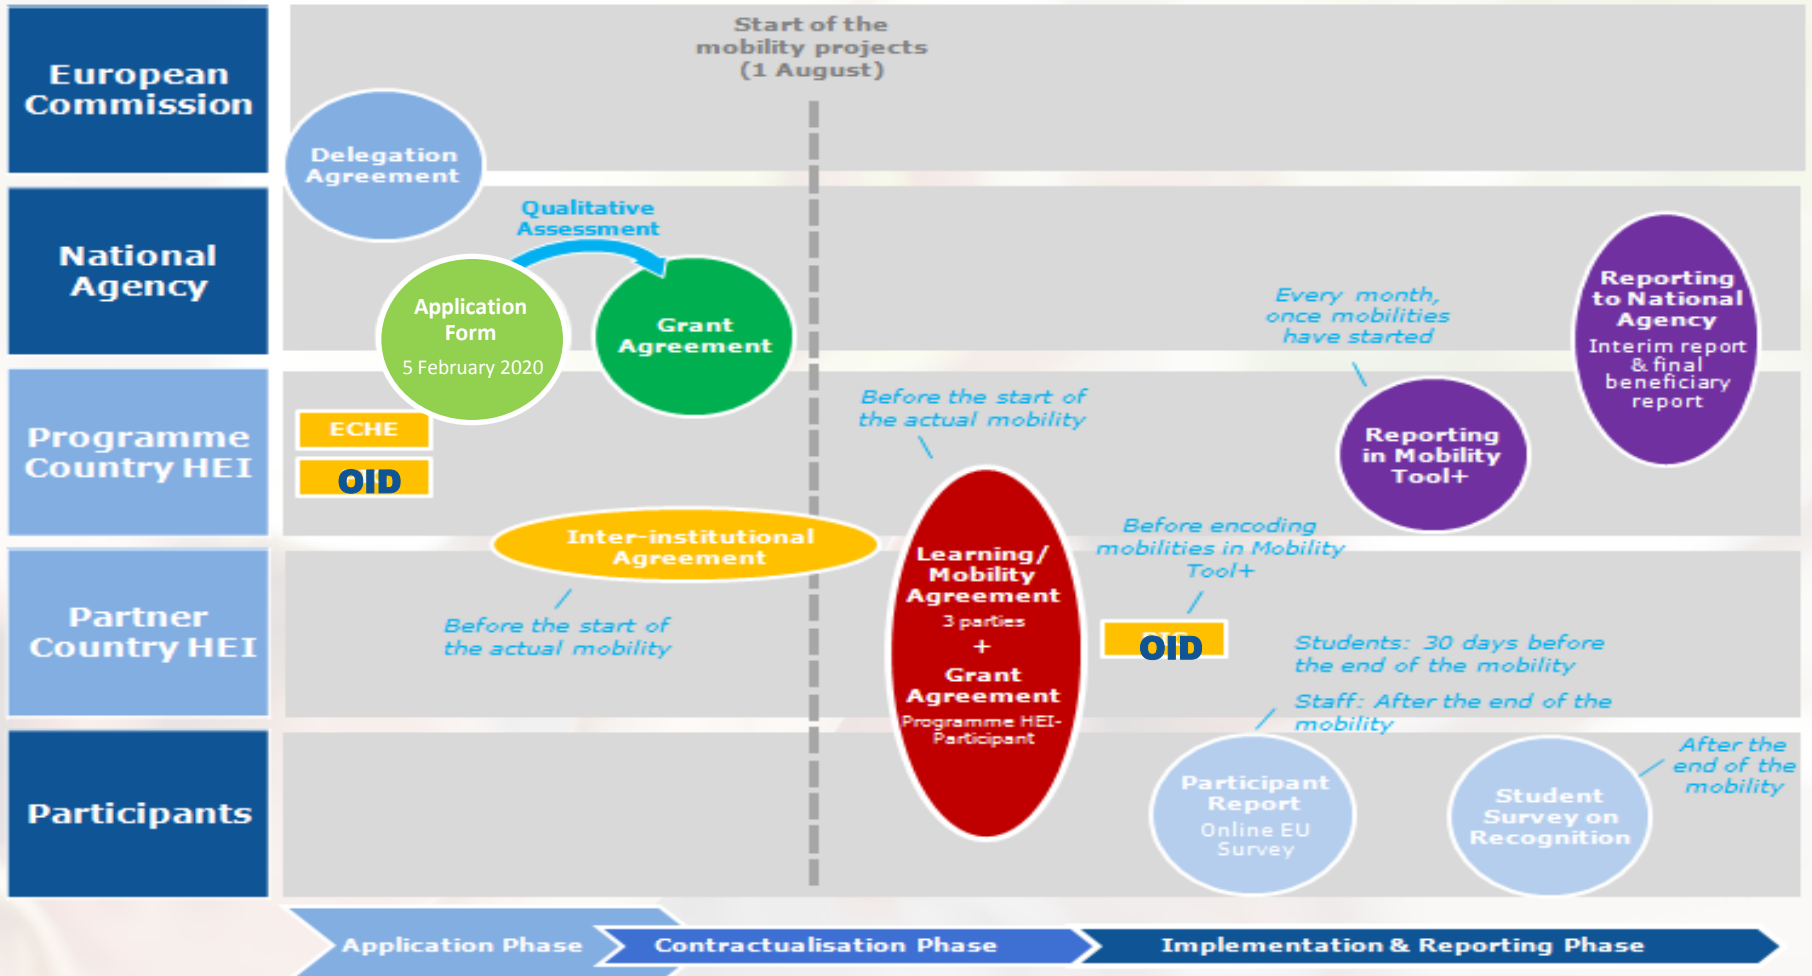 Start of the
mobility projects
(1 August)
European
Commission
Delegation
Agreement
National
Agency
Qualitative
Assessment
Application
Form
5 February 2020
Grant
Agreement
Every month,
once mobilities
have started
Reporting
to National
Agency
Interim report
& final
beneficiary
report
Programme
Country HEI
ECHE
OID
Before the start of
the actual mobility
Reporting
in Mobility
Tool+
Inter-institutional
Agreement
Before the start of
the actual mobility
Learning/
Mobility
Agreement
3 parties
+
Grant
Agreement
Programme HEI-
Participant
Before encoding
mobilities in Mobility
Tool+
Partner
Country HEI
OID
Students: 30 days before
the end of the mobility
Staff: After the end of the
mobility
Participants
Participant
Report
Online EU
Survey
Student
Survey on
Recognition
After the
end of the
mobility
Application Phase
Contractualisation Phase
Implementation & Reporting Phase